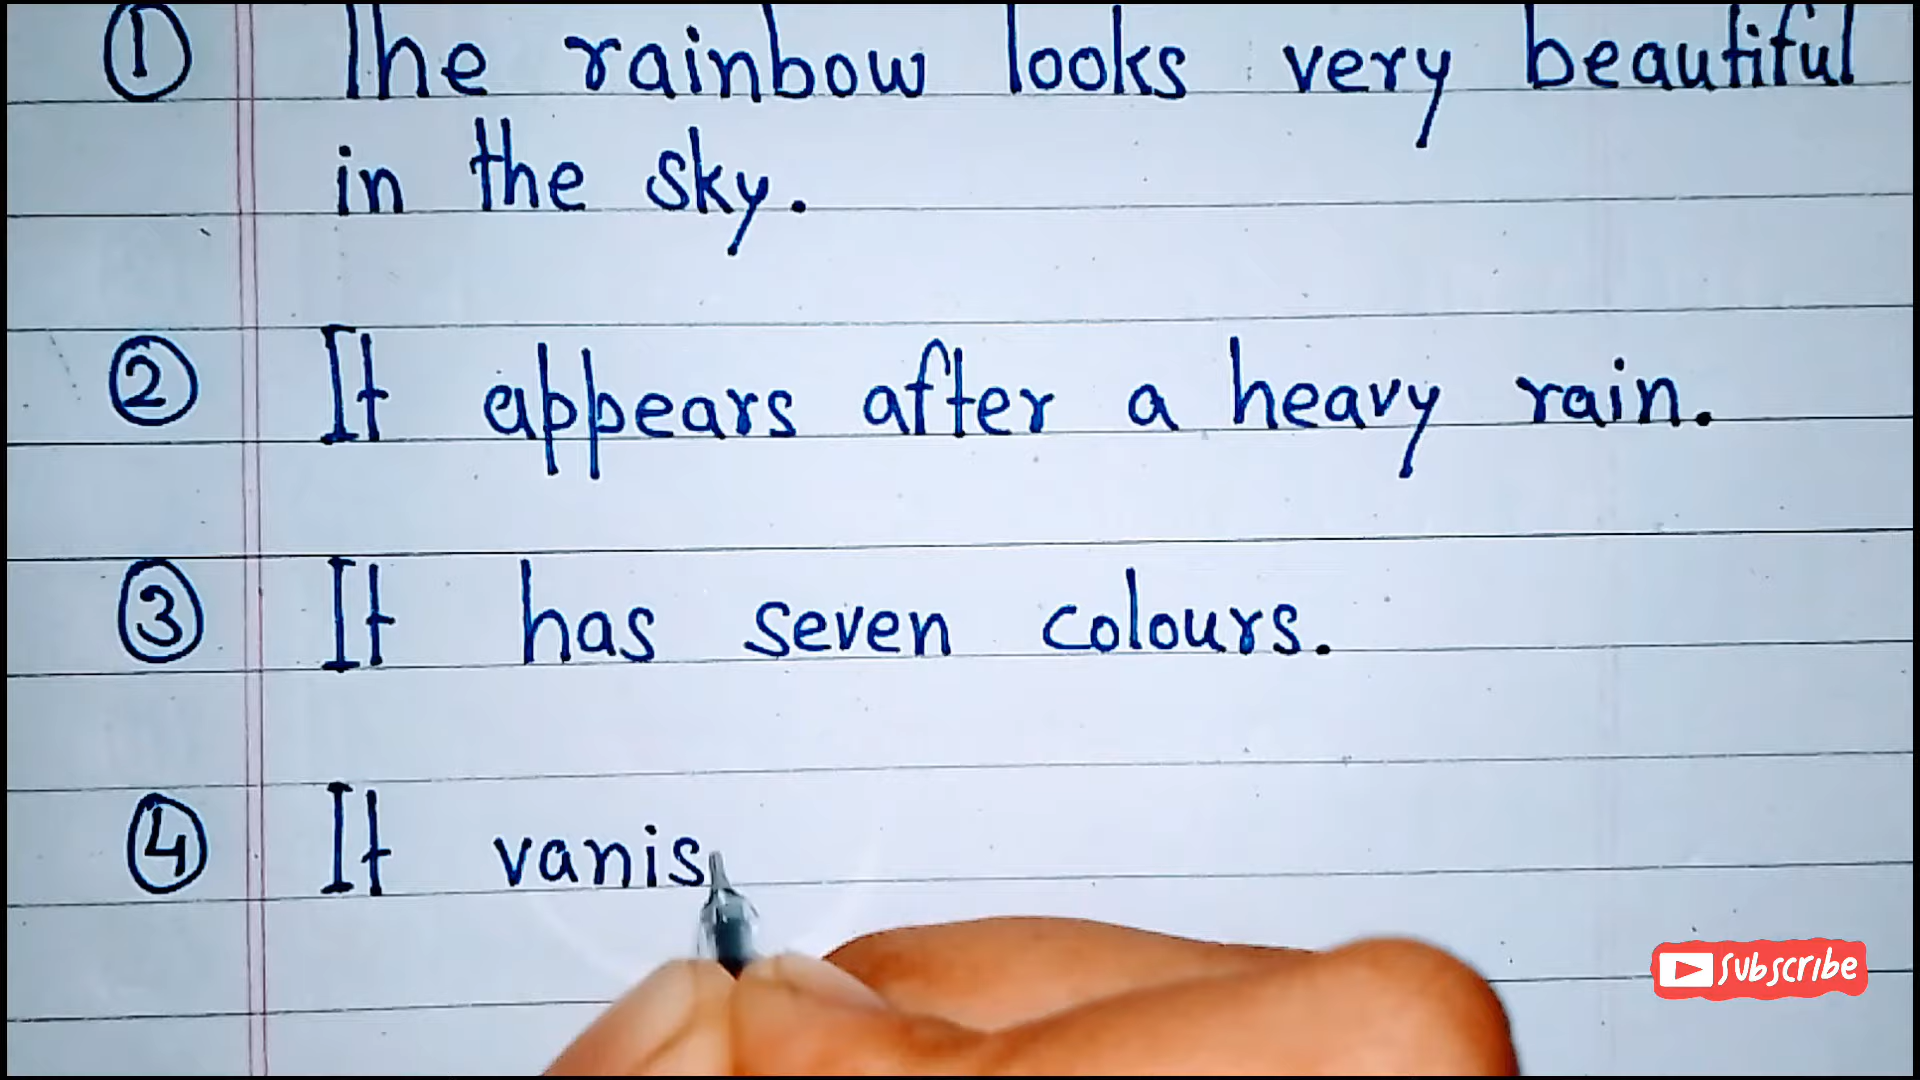 ① The rainbow looks very beautiful
in the sky.
② It appears after a heavy rain.
③ It has seven colours.
④ It vanis
Subscribe